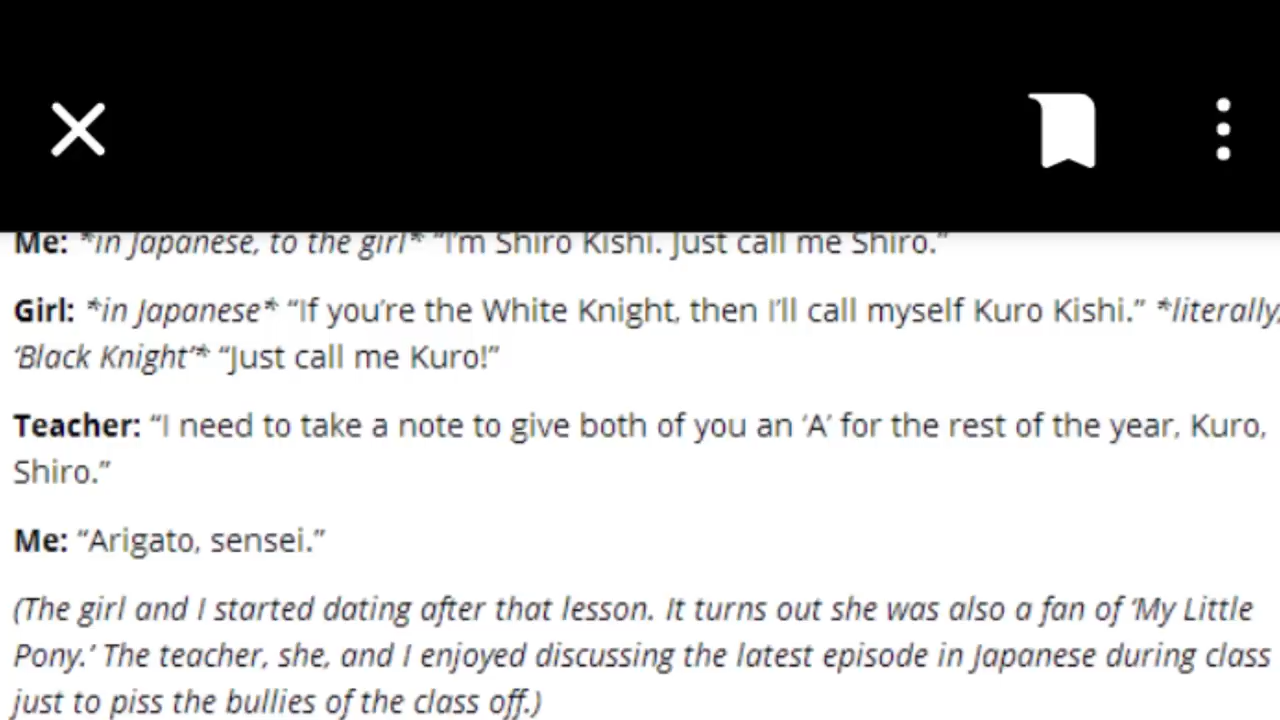 Me: *in Japanese, to the girl* “I’m Shiro Kishi. Just call me Shiro.”
Girl: *in Japanese* “If you’re the White Knight, then I’ll call myself Kuro Kishi.” *literally,
‘Black Knight’* “Just call me Kuro!”
Teacher: “I need to take a note to give both of you an ‘A’ for the rest of the year, Kuro,
Shiro.”
Me: “Arigato, sensei.”
(The girl and I started dating after that lesson. It turns out she was also a fan of ‘My Little
Pony.’ The teacher, she, and I enjoyed discussing the latest episode in Japanese during class
just to piss the bullies of the class off.)